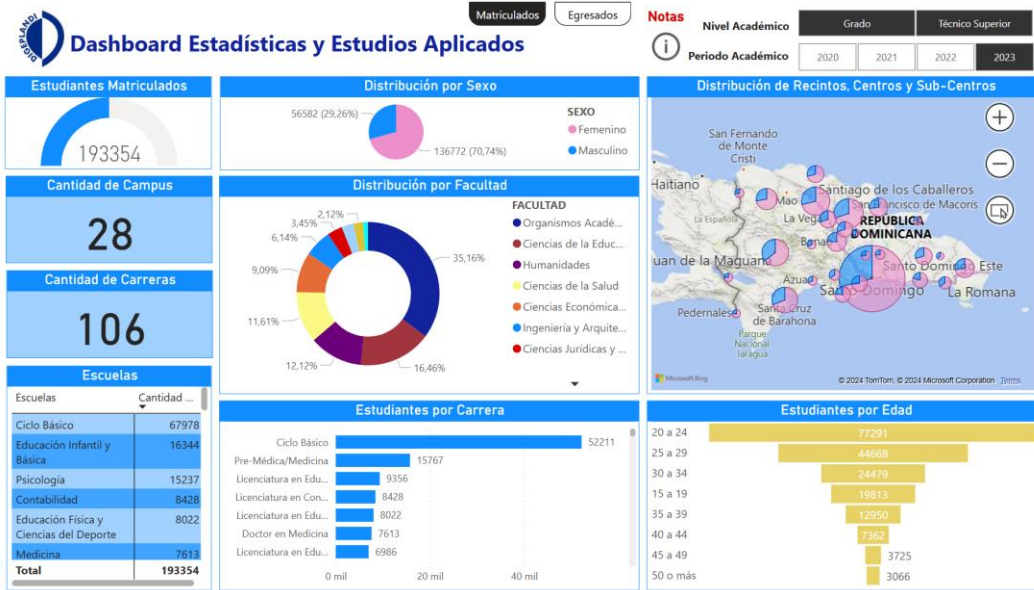 DIGEPLANDI
Dashboard Estadísticas y Estudios Aplicados
Matriculados
Egresados
Notas
Nivel Académico
Grado
Técnico Superior
Periodo Académico
2020
2021
2022
2023
Estudiantes Matriculados
193354
Cantidad de Campus
28
Cantidad de Carreras
106
Escuelas
Escuelas Cantidad ...
Ciclo Básico 67978
Educación Infantil y 16344
Básica
Psicología 15237
Contabilidad 8428
Educación Física y 8022
Ciencias del Deporte
Medicina 7613
Total 193354
Distribución por Sexo
56582 (29,26%)
136772 (70,74%)
SEXO
Femenino
Masculino
Distribución por Facultad
2,12%
3,45%
6,14%
9,09%
11,61%
12,12%
16,46%
35,16%
FACULTAD
Organismos Acadé...
Ciencias de la Educ...
Humanidades
Ciencias de la Salud
Ciencias Económica...
Ingeniería y Arquite...
Ciencias Jurídicas y ...
Distribución de Recintos, Centros y Sub-Centros
San Fernando
de Monte
Cristi
Haitiano
Mao
Santiago de los Caballeros
La Española
La Vega
San Francisco de Macorís
REPÚBLICA
DOMINICANA
Juan de la Maguana
Azua
Santo Domingo Este
Santo Domingo
La Romana
Pedernales
Santa Cruz
de Barahona
Parque
Nacional
Jaragua
Microsoft Bing
© 2024 TomTom, © 2024 Microsoft Corporation Terms
Estudiantes por Carrera
Ciclo Básico 52211
Pre-Médica/Medicina 15767
Licenciatura en Edu... 9356
Licenciatura en Con... 8428
Licenciatura en Edu... 8022
Doctor en Medicina 7613
Licenciatura en Edu... 6986
0 mil 20 mil 40 mil
Estudiantes por Edad
20 a 24 77291
25 a 29 44668
30 a 34 24479
15 a 19 19813
35 a 39 12950
40 a 44 7362
45 a 49 3725
50 o más 3066